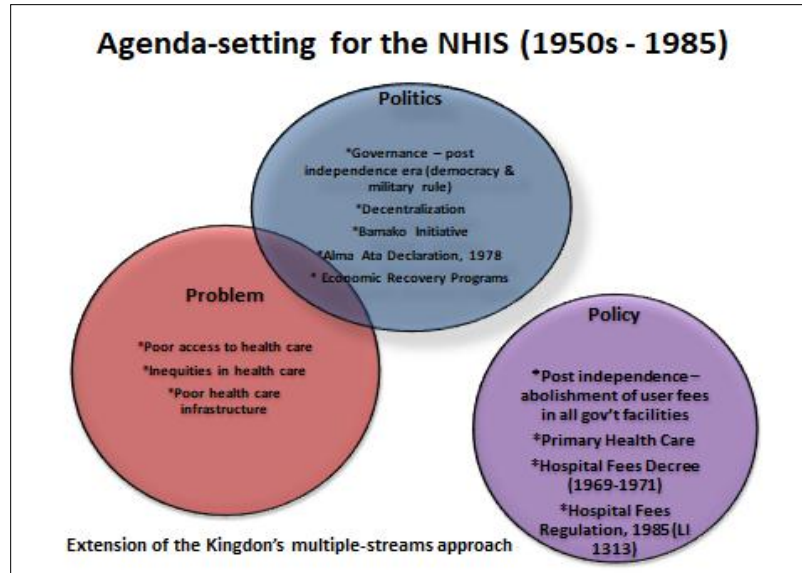 Agenda-setting for the NHIS (1950s - 1985)
Politics
*Governance – post
independence era (democracy &
military rule)
*Decentralization
*Bamako Initiative
*Alma Ata Declaration, 1978
* Economic Recovery Programs
Problem
*Poor access to health care
*Inequities in health care
*Poor health care
infrastructure
Policy
*Post independence–
abolishment of user fees
in all gov't facilities
*Primary Health Care
*Hospital Fees Decree
(1969-1971)
*Hospital Fees
Regulation, 1985(LI
1313)
Extension of the Kingdon's multiple-streams approach